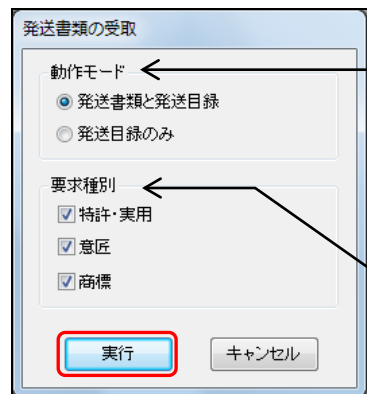 発送書類の受取
動作モード
発送書類と発送目録
発送目録のみ
要求種別
特許・実用
意匠
商標
実行
キャンセル